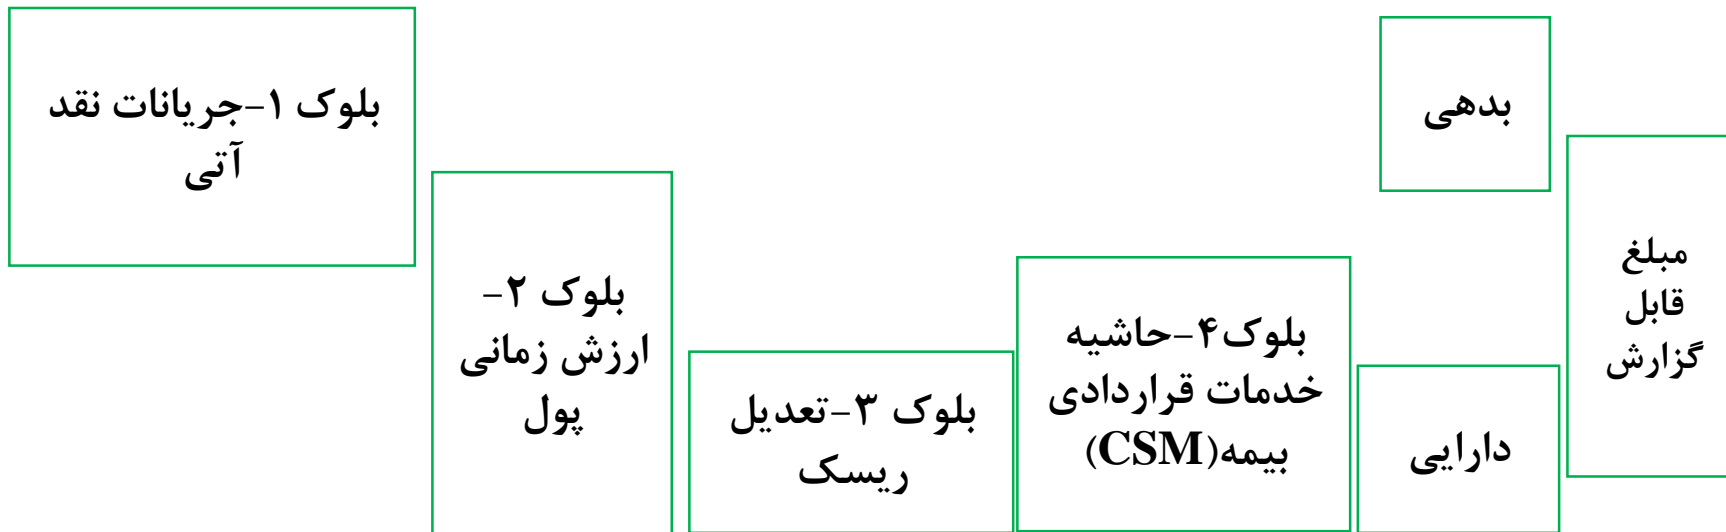 بلوک ۱-جریانات نقد
آتی
بلوک ۲-
ارزش زمانی
پول
بلوک ۳-تعدیل
ریسک
بلوک۴-حاشیه
خدمات قراردادی
بیمه(CSM)
بدهی
دارایی
مبلغ
قابل
گزارش